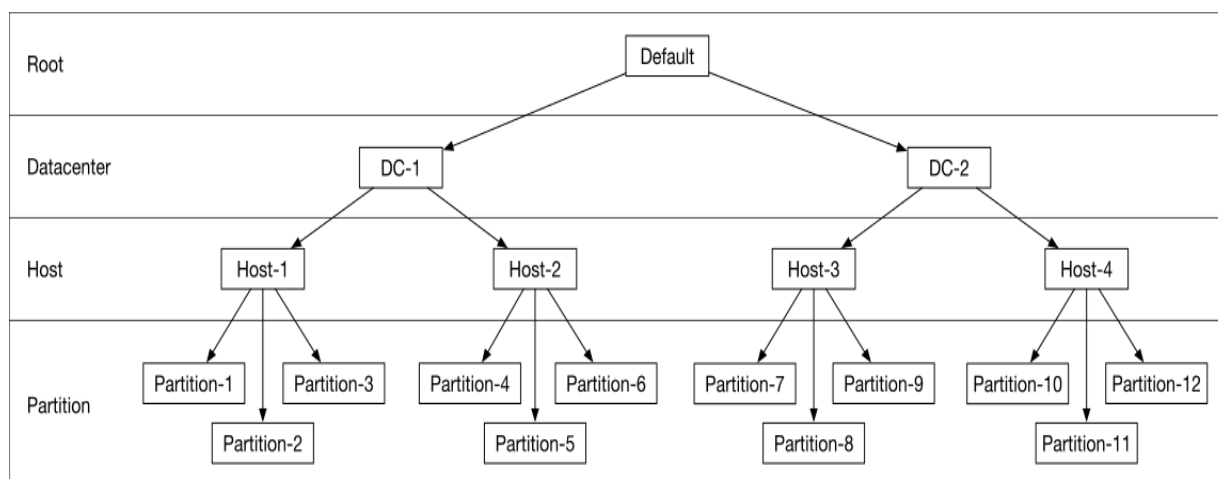 Root
Default
Datacenter
DC-1
DC-2
Host
Host-1
Host-2
Host-3
Host-4
Partition
Partition-1
Partition-3
Partition-4
Partition-6
Partition-7
Partition-9
Partition-10
Partition-12
Partition-2
Partition-5
Partition-8
Partition-11